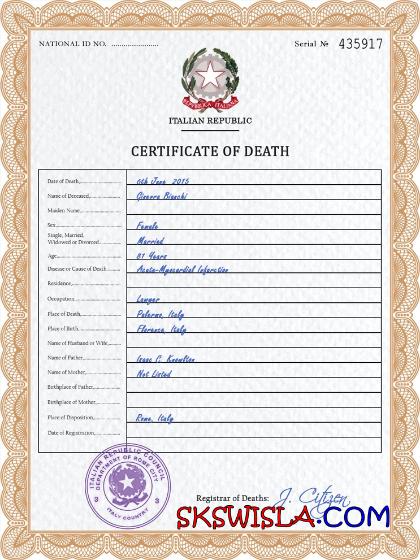 NATIONAL ID NO. ........................ Serial № 435917
REPVBBLICA ITALIANA
ITALIAN REPUBLIC
CERTIFICATE OF DEATH
Date of Death, 6th June 2015
Name of Deceased, Ginevra Bianchi
Maiden Name,
Sex, Female
Single, Married,
Widowed or Divorced, Married
Age, 81 Years
Disease or Cause of Death, Acute-Myocardial Infarction
Residence,
Occupation, Lawyer
Place of Death, Palermo, Italy
Place of Birth, Florence, Italy
Name of Husband or Wife,
Name of Father, Isaac C. Knowlton
Name of Mother, Not Listed
Birthplace of Father,
Birthplace of Mother,
Place of Disposition, Rome, Italy
Date of Registration,
ITALIAN REPUBLIC COUNCIL
DEPARTMENT OF ROME CITY
ITALY COUNTRY
Registrar of Deaths: J. Citizen
SKSWISLA.COM